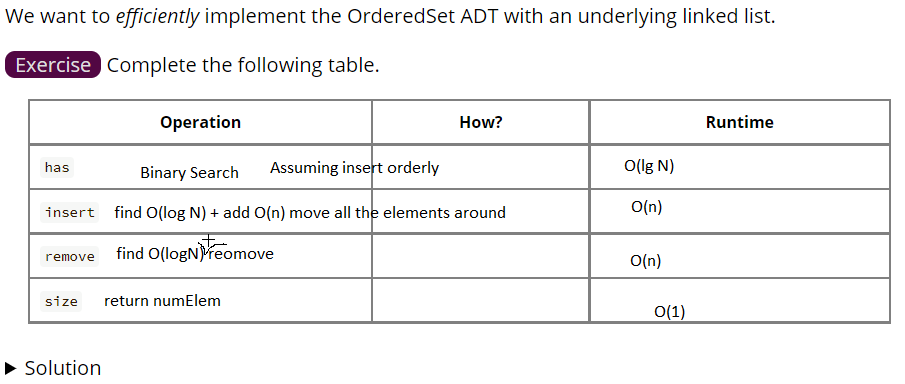 We want to efficiently implement the OrderedSet ADT with an underlying linked list.
Exercise Complete the following table.
Operation How? Runtime
has Binary Search Assuming insert orderly O(lg N)
insert find O(log N) + add O(n) move all the elements around O(n)
remove find O(logN) reomove O(n)
size return numElem O(1)
▶ Solution